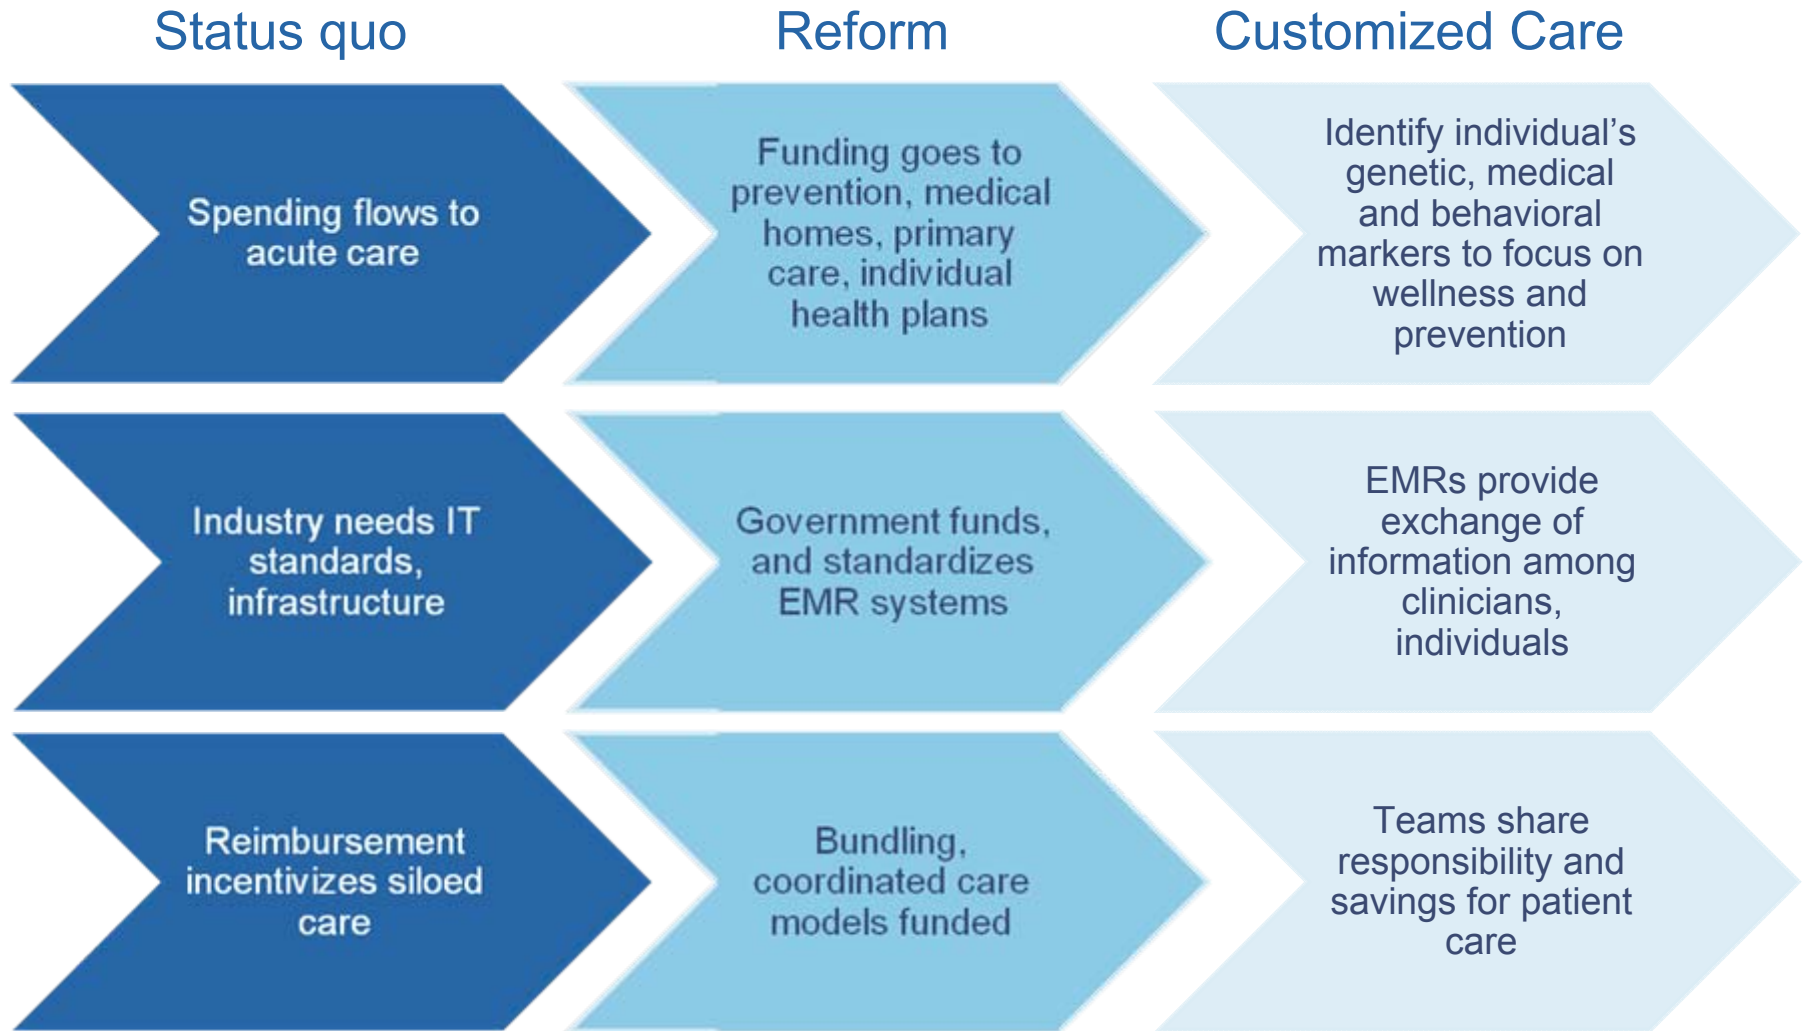 Status quo
Reform
Customized Care
Spending flows to
acute care
Funding goes to
prevention, medical
homes, primary
care, individual
health plans
Identify individual’s
genetic, medical
and behavioral
markers to focus on
wellness and
prevention
Industry needs IT
standards,
infrastructure
Government funds,
and standardizes
EMR systems
EMRs provide
exchange of
information among
clinicians,
individuals
Reimbursement
incentivizes siloed
care
Bundling,
coordinated care
models funded
Teams share
responsibility and
savings for patient
care